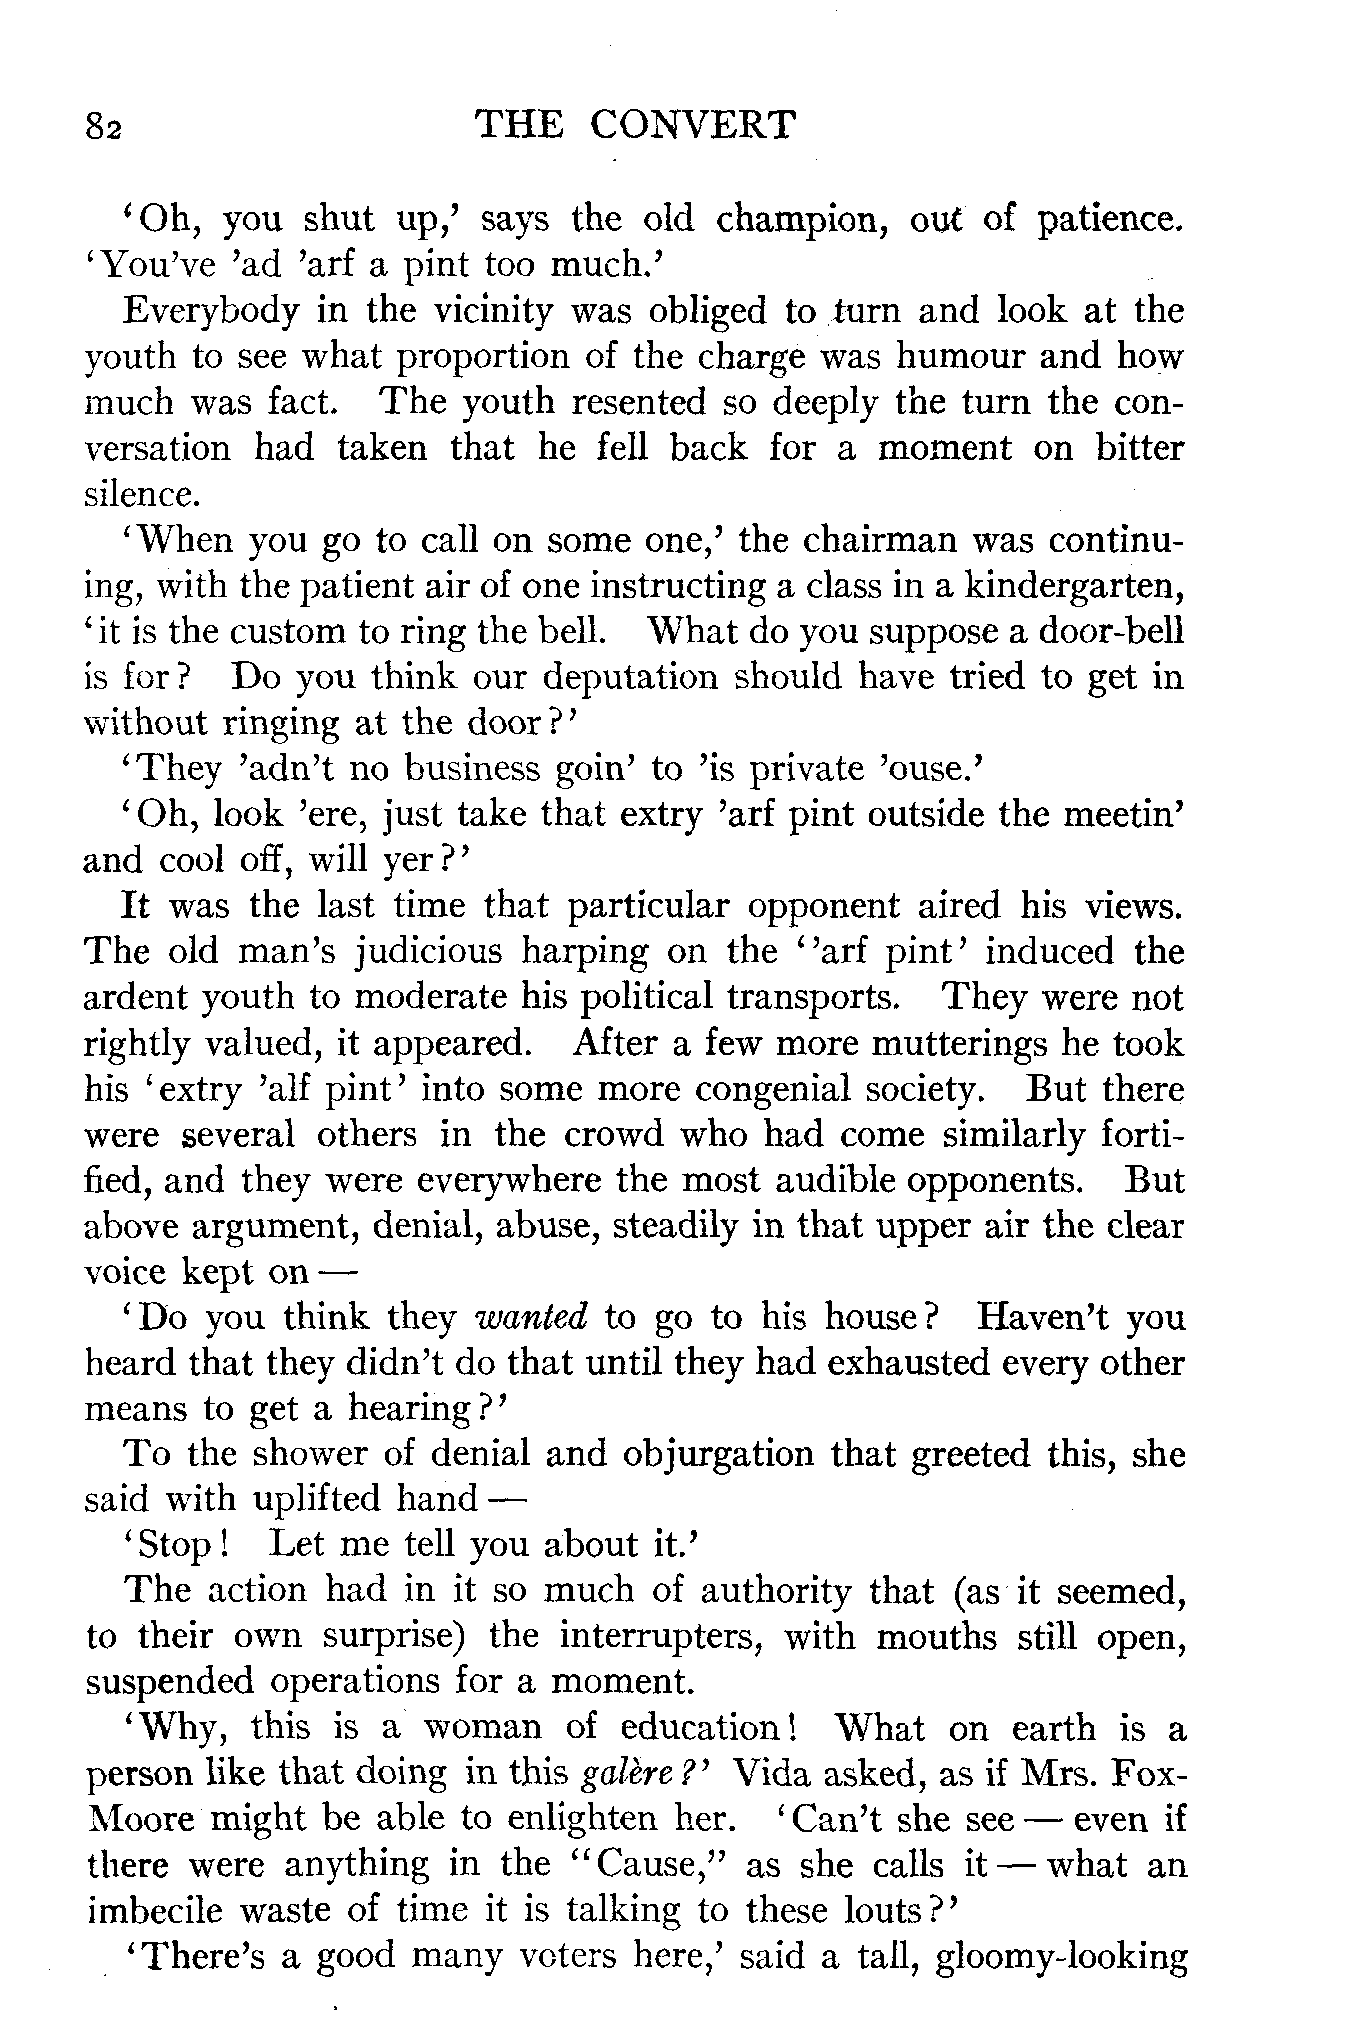 82 THE CONVERT
‘Oh, you shut up,’ says the old champion, out of patience.
‘You've ’ad ’arf a pint too much.’
Everybody in the vicinity was obliged to turn and look at the
youth to see what proportion of the charge was humour and how
much was fact. The youth resented so deeply the turn the con-
versation had taken that he fell back for a moment on bitter
silence.
‘When you go to call on some one,’ the chairman was continu-
ing, with the patient air of one instructing a class in a kindergarten,
‘it is the custom to ring the bell. What do you suppose a door-bell
is for? Do you think our deputation should have tried to get in
without ringing at the door?’
‘They ’adn't no business goin’ to ’is private ’ouse.’
‘Oh, look ’ere, just take that extry ’arf pint outside the meetin’
and cool off, will yer?’
It was the last time that particular opponent aired his views.
The old man's judicious harping on the ‘’arf pint’ induced the
ardent youth to moderate his political transports. They were not
rightly valued, it appeared. After a few more mutterings he took
his ‘extry ’alf pint’ into some more congenial society. But there
were several others in the crowd who had come similarly forti-
fied, and they were everywhere the most audible opponents. But
above argument, denial, abuse, steadily in that upper air the clear
voice kept on —
‘Do you think they wanted to go to his house? Haven't you
heard that they didn't do that until they had exhausted every other
means to get a hearing?’
To the shower of denial and objurgation that greeted this, she
said with uplifted hand —
‘Stop! Let me tell you about it.’
The action had in it so much of authority that (as it seemed,
to their own surprise) the interrupters, with mouths still open,
suspended operations for a moment.
‘Why, this is a woman of education! What on earth is a
person like that doing in this galère?’ Vida asked, as if Mrs. Fox-
Moore might be able to enlighten her. ‘Can't she see — even if
there were anything in the “Cause,” as she calls it — what an
imbecile waste of time it is talking to these louts?’
‘There's a good many voters here,’ said a tall, gloomy-looking